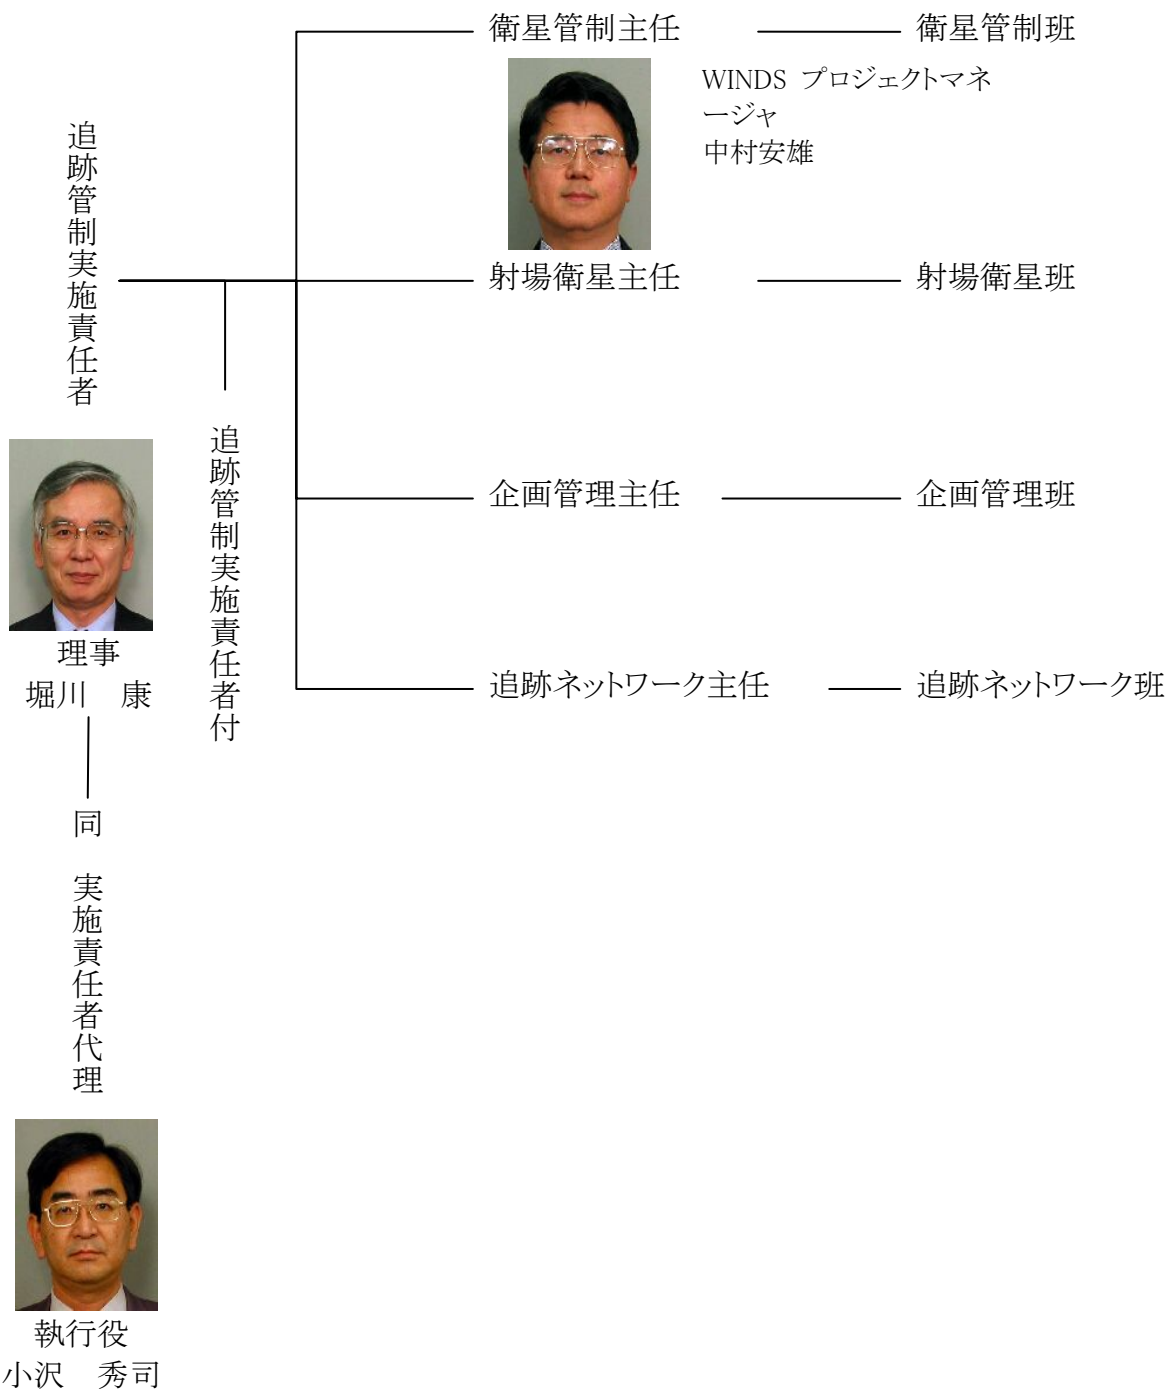 衛星管制主任
衛星管制班
WINDS プロジェクトマネ
ージャ
中村安雄
追跡管制実施責任者
射場衛星主任
射場衛星班
追跡管制実施責任者付
企画管理主任
企画管理班
理事
堀川　康
追跡ネットワーク主任
追跡ネットワーク班
同　実施責任者代理
執行役
小沢　秀司